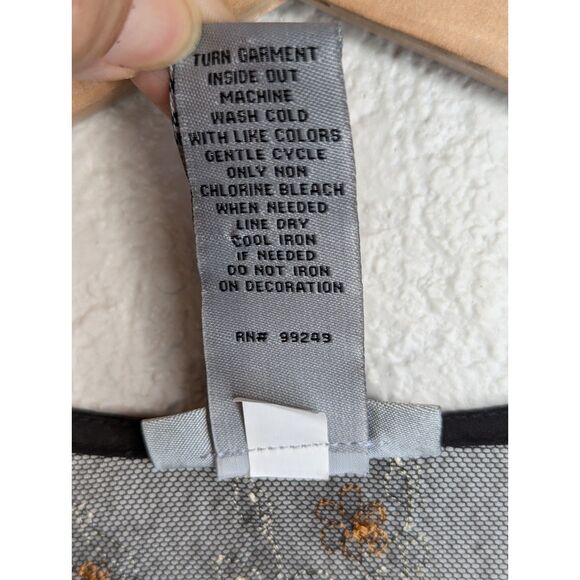 TURN GARMENT
INSIDE OUT
MACHINE
WASH COLD
WITH LIKE COLORS
GENTLE CYCLE
ONLY NON
CHLORINE BLEACH
WHEN NEEDED
LINE DRY
COOL IRON
IF NEEDED
DO NOT IRON
ON DECORATION
RN# 99249